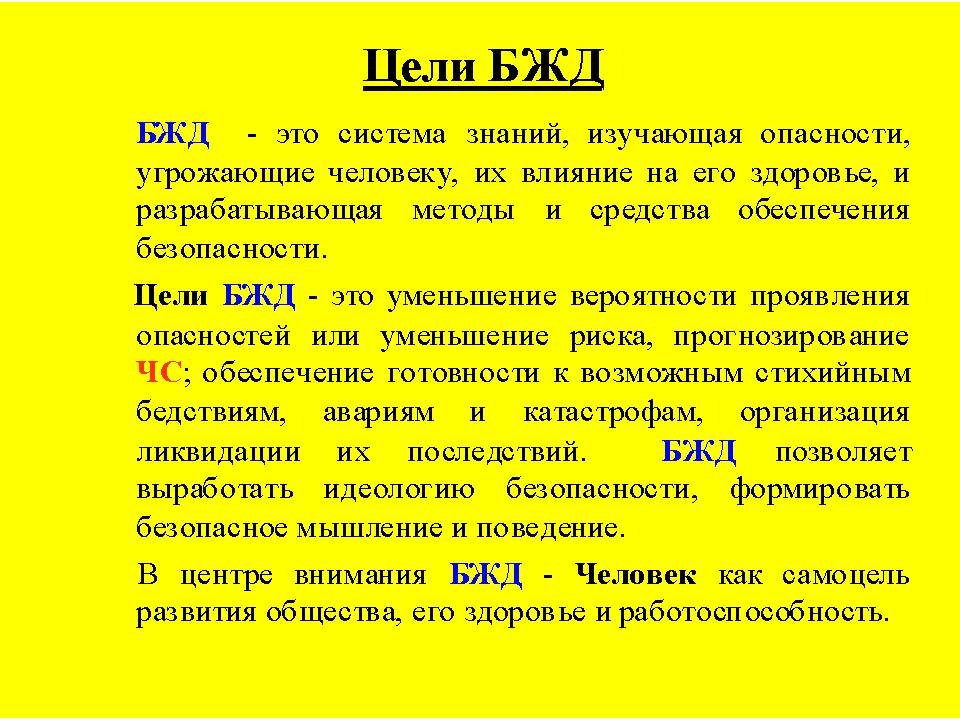 Цели БЖД
БЖД - это система знаний, изучающая опасности,
угрожающие человеку, их влияние на его здоровье, и
разрабатывающая методы и средства обеспечения
безопасности.
Цели БЖД - это уменьшение вероятности проявления
опасностей или уменьшение риска, прогнозирование
ЧС; обеспечение готовности к возможным стихийным
бедствиям, авариям и катастрофам, организация
ликвидации их последствий. БЖД позволяет
выработать идеологию безопасности, формировать
безопасное мышление и поведение.
В центре внимания БЖД - Человек как самоцель
развития общества, его здоровье и работоспособность.